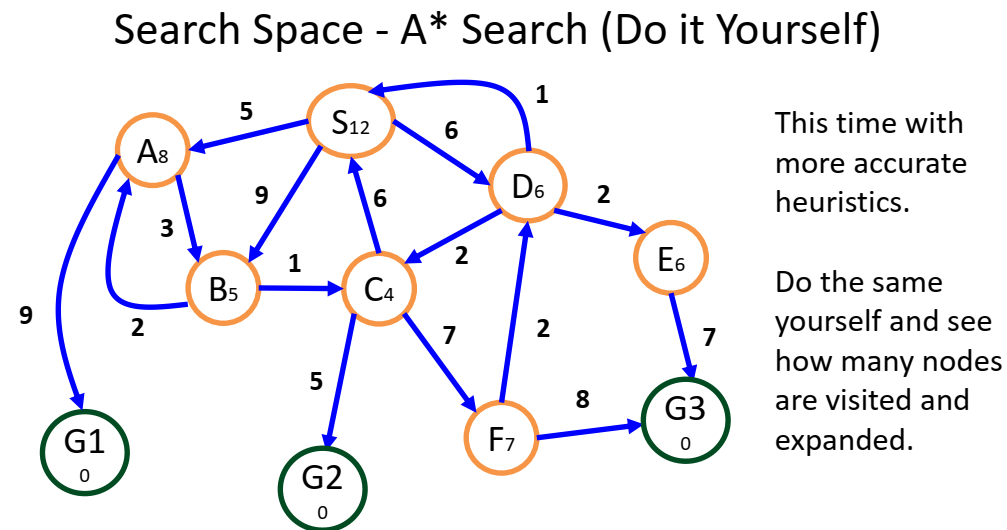 Search Space - A* Search (Do it Yourself)
1
5
S12
6
This time with
more accurate
heuristics.
A8
9
6
D6
2
3
2
E6
B5
1
C4
Do the same
yourself and see
how many nodes
are visited and
expanded.
9
2
7
2
7
5
8
G3
0
G1
0
F7
G2
0